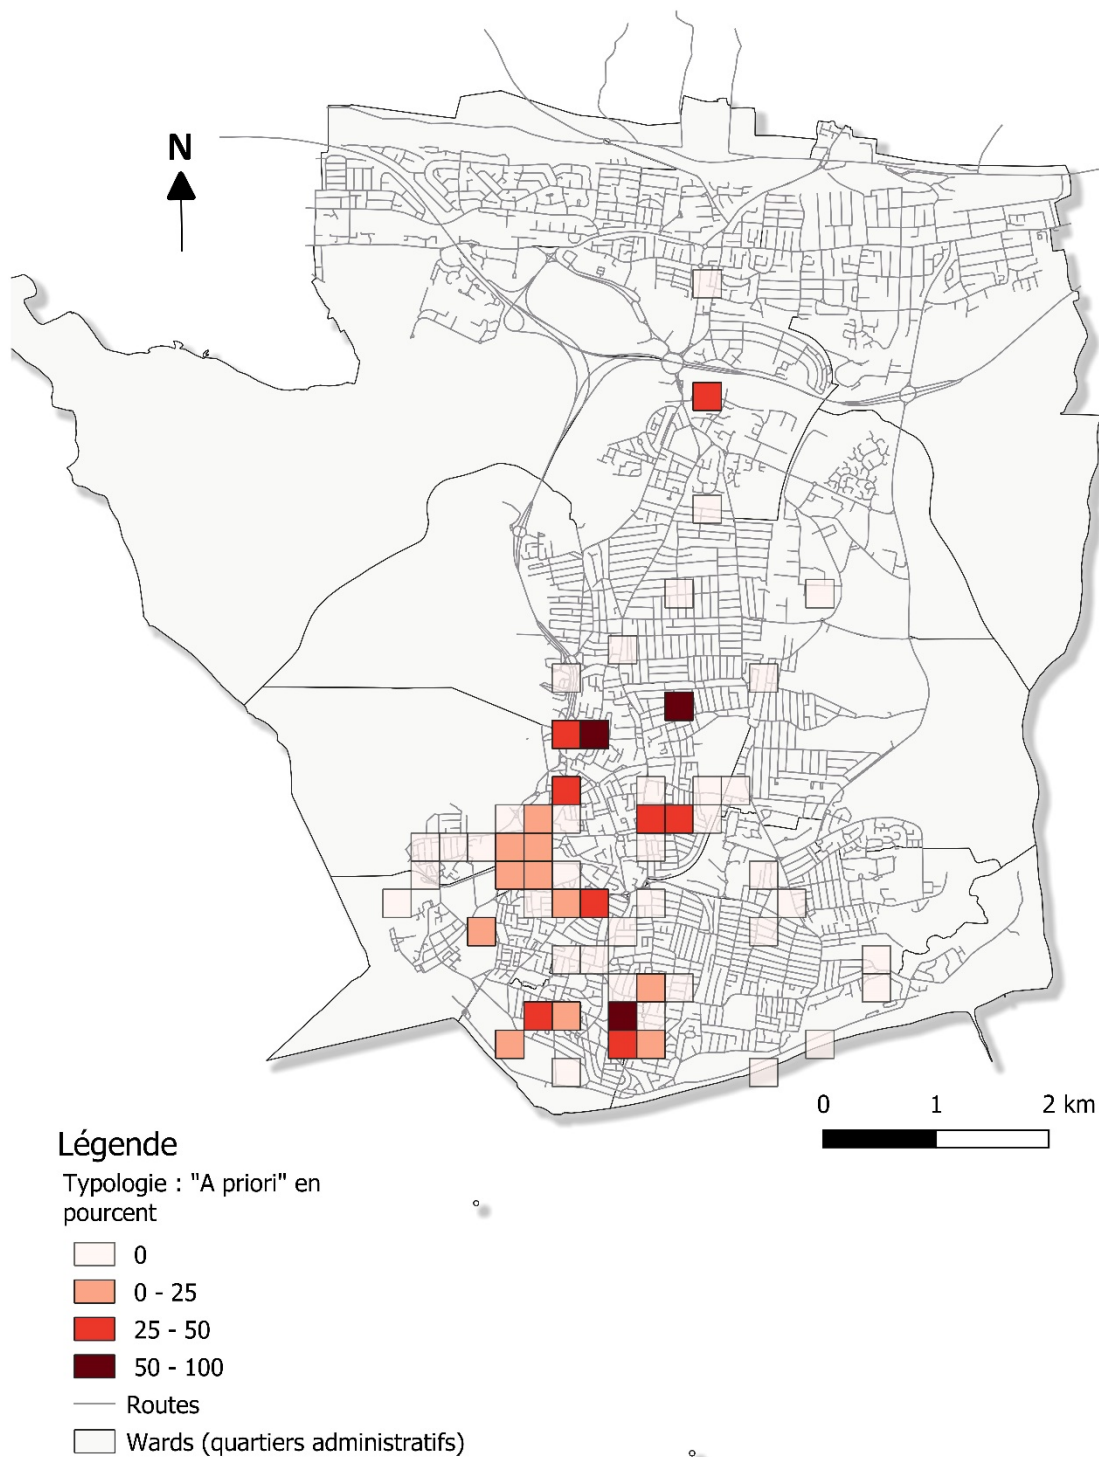 N
0 1 2 km
Légende
Typologie : "A priori" en
pourcent
0
0 - 25
25 - 50
50 - 100
Routes
Wards (quartiers administratifs)